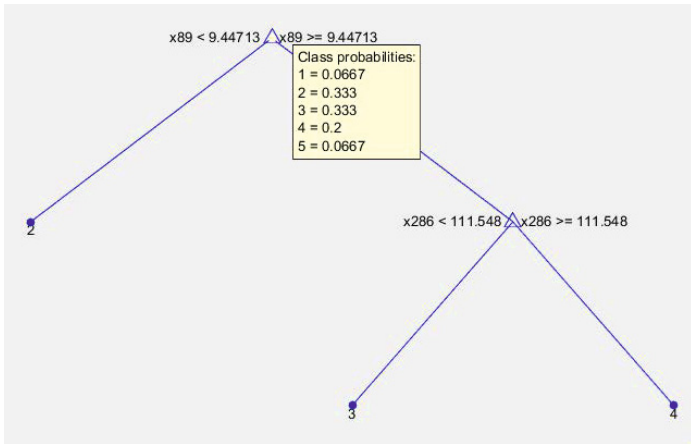 x89 < 9.44713 x89 >= 9.44713
Class probabilities:
1 = 0.0667
2 = 0.333
3 = 0.333
4 = 0.2
5 = 0.0667
x286 < 111.548 x286 >= 111.548
2
3
4